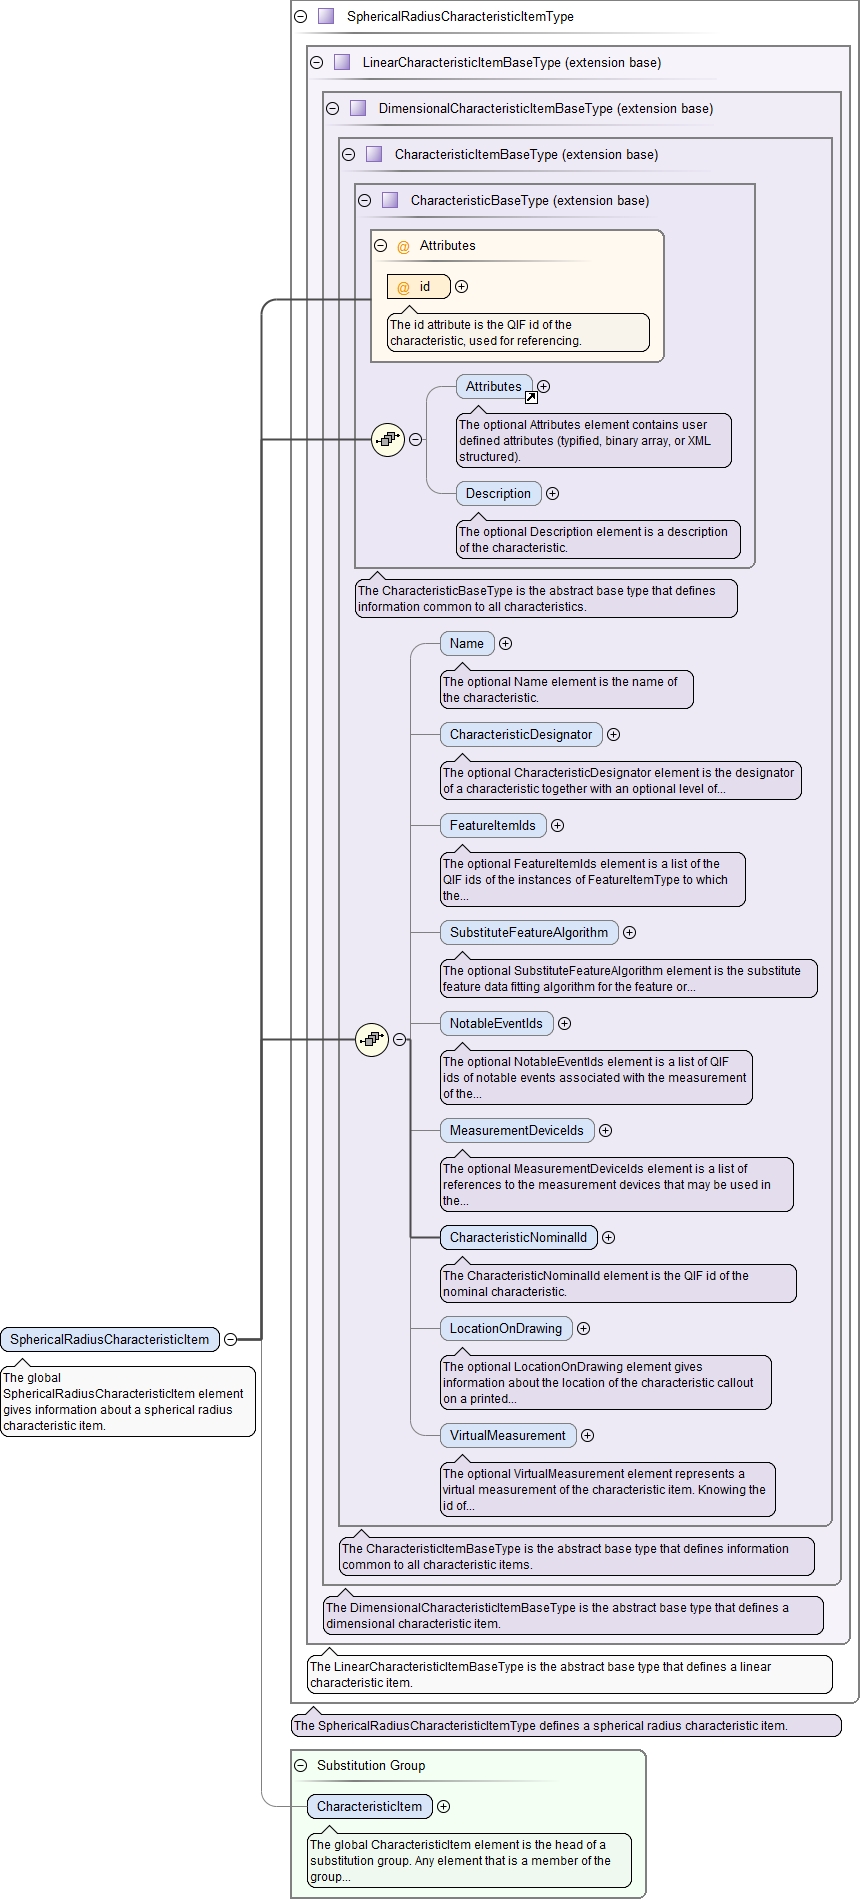 SphericalRadiusCharacteristicItemType
LinearCharacteristicItemBaseType (extension base)
DimensionalCharacteristicItemBaseType (extension base)
CharacteristicItemBaseType (extension base)
CharacteristicBaseType (extension base)
@ Attributes
@ id
The id attribute is the QIF id of the
characteristic, used for referencing.
Attributes
The optional Attributes element contains user
defined attributes (typified, binary array, or XML
structured).
Description
The optional Description element is a description
of the characteristic.
The CharacteristicBaseType is the abstract base type that defines
information common to all characteristics.
Name
The optional Name element is the name of
the characteristic.
CharacteristicDesignator
The optional CharacteristicDesignator element is the designator
of a characteristic together with an optional level of...
FeatureItemIds
The optional FeatureItemIds element is a list of the
QIF ids of the instances of FeatureItemType to which
the...
SubstituteFeatureAlgorithm
The optional SubstituteFeatureAlgorithm element is the substitute
feature data fitting algorithm for the feature or...
NotableEventIds
The optional NotableEventIds element is a list of QIF
ids of notable events associated with the measurement
of the...
MeasurementDeviceIds
The optional MeasurementDeviceIds element is a list of
references to the measurement devices that may be used in
the...
CharacteristicNominalId
The CharacteristicNominalId element is the QIF id of the
nominal characteristic.
LocationOnDrawing
The optional LocationOnDrawing element gives
information about the location of the characteristic callout
on a printed...
VirtualMeasurement
The optional VirtualMeasurement element represents a
virtual measurement of the characteristic item. Knowing the
id of...
SphericalRadiusCharacteristicItem
The global
SphericalRadiusCharacteristicItem element
gives information about a spherical radius
characteristic item.
The CharacteristicItemBaseType is the abstract base type that defines information
common to all characteristic items.
The DimensionalCharacteristicItemBaseType is the abstract base type that defines a
dimensional characteristic item.
The LinearCharacteristicItemBaseType is the abstract base type that defines a linear
characteristic item.
The SphericalRadiusCharacteristicItemType defines a spherical radius characteristic item.
Substitution Group
CharacteristicItem
The global CharacteristicItem element is the head of a
substitution group. Any element that is a member of the
group...